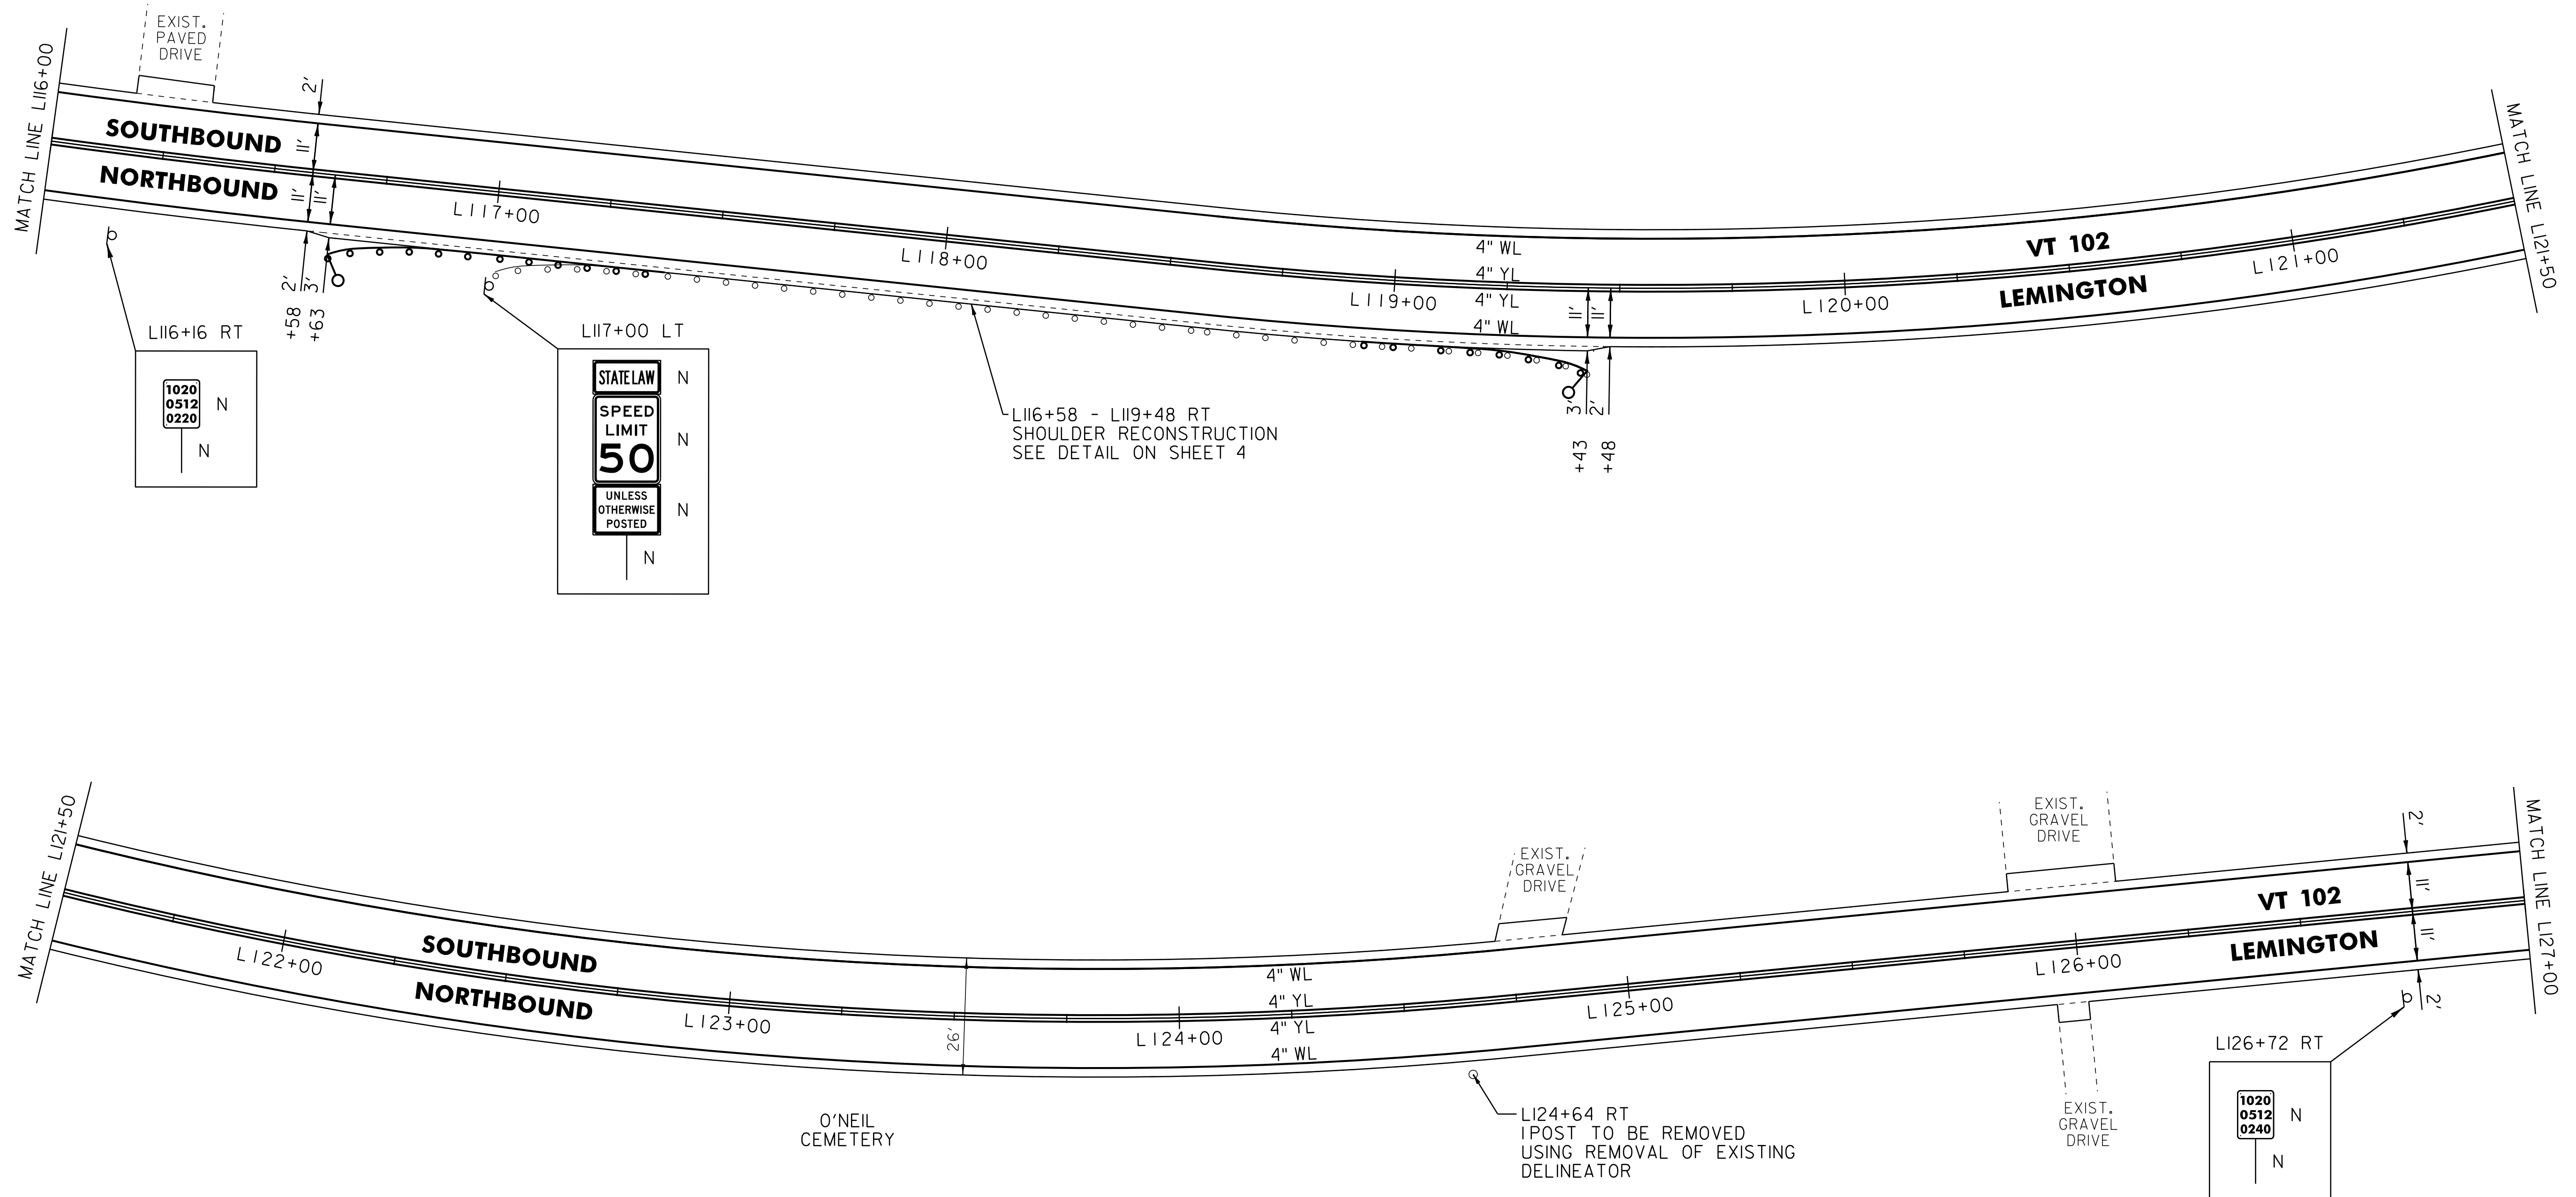 EXIST.
PAVED
DRIVE
MATCH LINE L116+00
SOUTHBOUND
NORTHBOUND
2'
11'
11'
11'
2'
3'
+58
+63
L117+00
L118+00
L119+00
L120+00
L121+00
4" WL
4" YL
4" YL
4" WL
11'
11'
3'
2'
+43
+48
VT 102
LEMINGTON
MATCH LINE L121+50
L116+16 RT
1020
0512
0220
N
N
L117+00 LT
STATE LAW
N
SPEED
LIMIT
50
N
UNLESS
OTHERWISE
POSTED
N
N
L116+58 - L119+48 RT
SHOULDER RECONSTRUCTION
SEE DETAIL ON SHEET 4
MATCH LINE L121+50
L122+00
SOUTHBOUND
NORTHBOUND
L123+00
26'
L124+00
4" WL
4" YL
4" YL
4" WL
EXIST.
GRAVEL
DRIVE
L125+00
EXIST.
GRAVEL
DRIVE
L126+00
2'
11'
11'
2'
VT 102
LEMINGTON
MATCH LINE L127+00
O'NEIL
CEMETERY
L124+64 RT
1 POST TO BE REMOVED
USING REMOVAL OF EXISTING
DELINEATOR
EXIST.
GRAVEL
DRIVE
L126+72 RT
1020
0512
0240
N
N